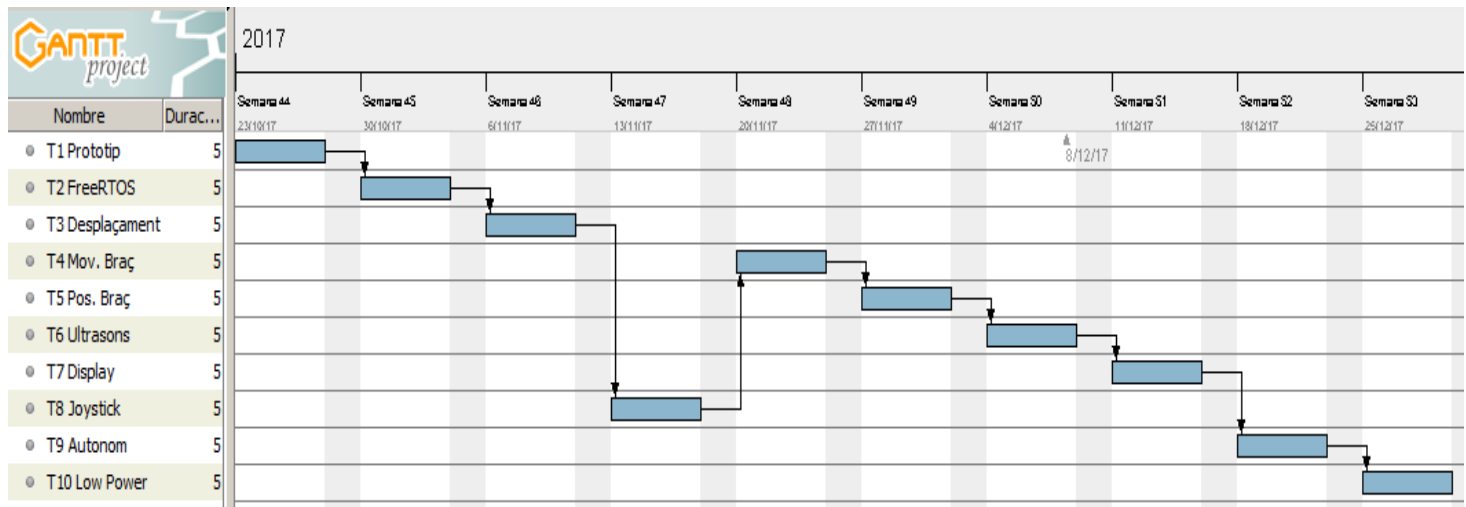 GANTT
project
2017
Nombre Durac...
Semana 44 Semana 45 Semana 46 Semana 47 Semana 48 Semana 49 Semana 50 Semana 51 Semana 52 Semana 53
23/10/17 30/10/17 6/11/17 13/11/17 20/11/17 27/11/17 4/12/17 11/12/17 18/12/17 25/12/17
8/12/17
T1 Prototip 5
T2 FreeRTOS 5
T3 Desplaçament 5
T4 Mov. Braç 5
T5 Pos. Braç 5
T6 Ultrasons 5
T7 Display 5
T8 Joystick 5
T9 Autonom 5
T10 Low Power 5